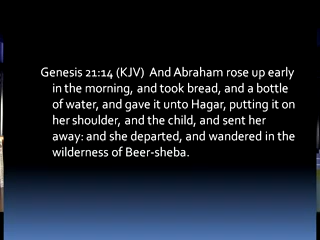 Genesis 21:14 (KJV)  And Abraham rose up early
in the morning, and took bread, and a bottle
of water, and gave it unto Hagar, putting it on
her shoulder, and the child, and sent her
away: and she departed, and wandered in the
wilderness of Beer-sheba.